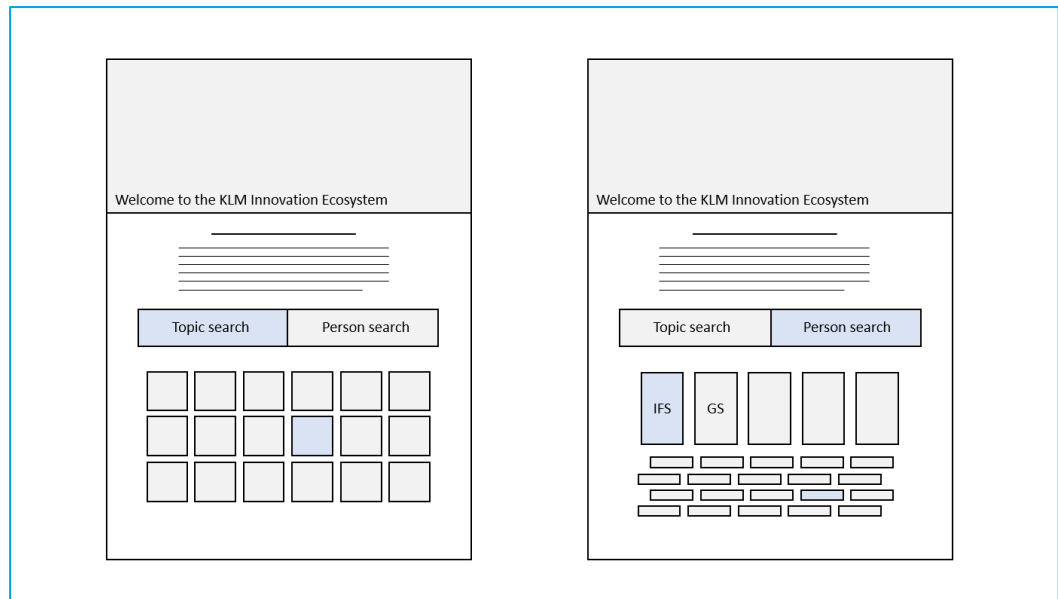 Welcome to the KLM Innovation Ecosystem
Topic search
Person search
Welcome to the KLM Innovation Ecosystem
Topic search
Person search
IFS
GS